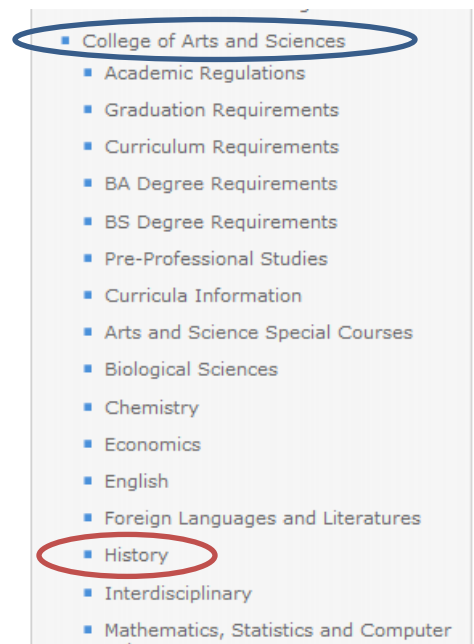 College of Arts and Sciences
Academic Regulations
Graduation Requirements
Curriculum Requirements
BA Degree Requirements
BS Degree Requirements
Pre-Professional Studies
Curricula Information
Arts and Science Special Courses
Biological Sciences
Chemistry
Economics
English
Foreign Languages and Literatures
History
Interdisciplinary
Mathematics, Statistics and Computer